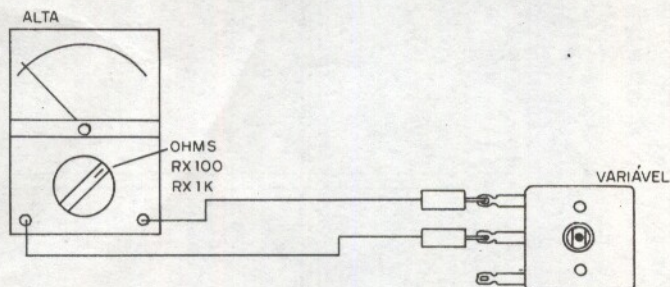 ALTA
OHMS
RX100
RX1K
VARIÁVEL